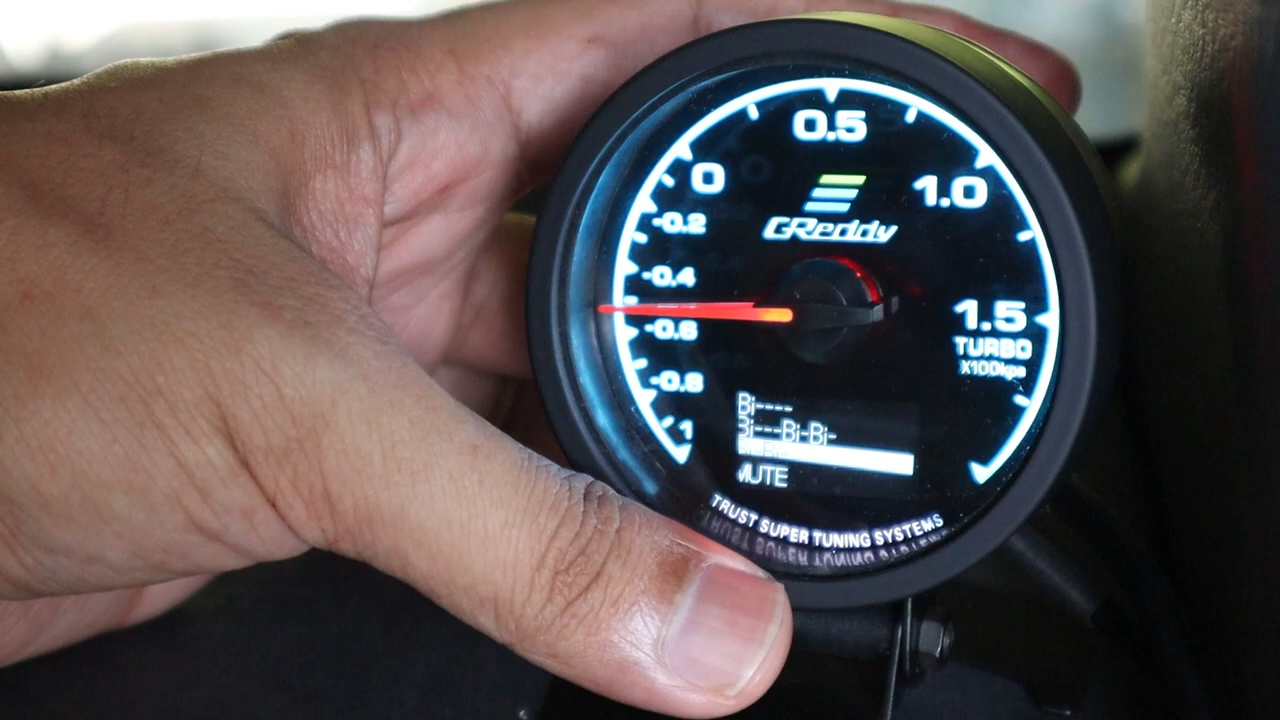 0.5
0
1.0
-0.2
GReddy
-0.4
1.5
-0.6
TURBO
X100kpa
-0.8
Bi----
Bi---Bi-Bi-
1
MUTE
TRUST SUPER TUNING SYSTEMS